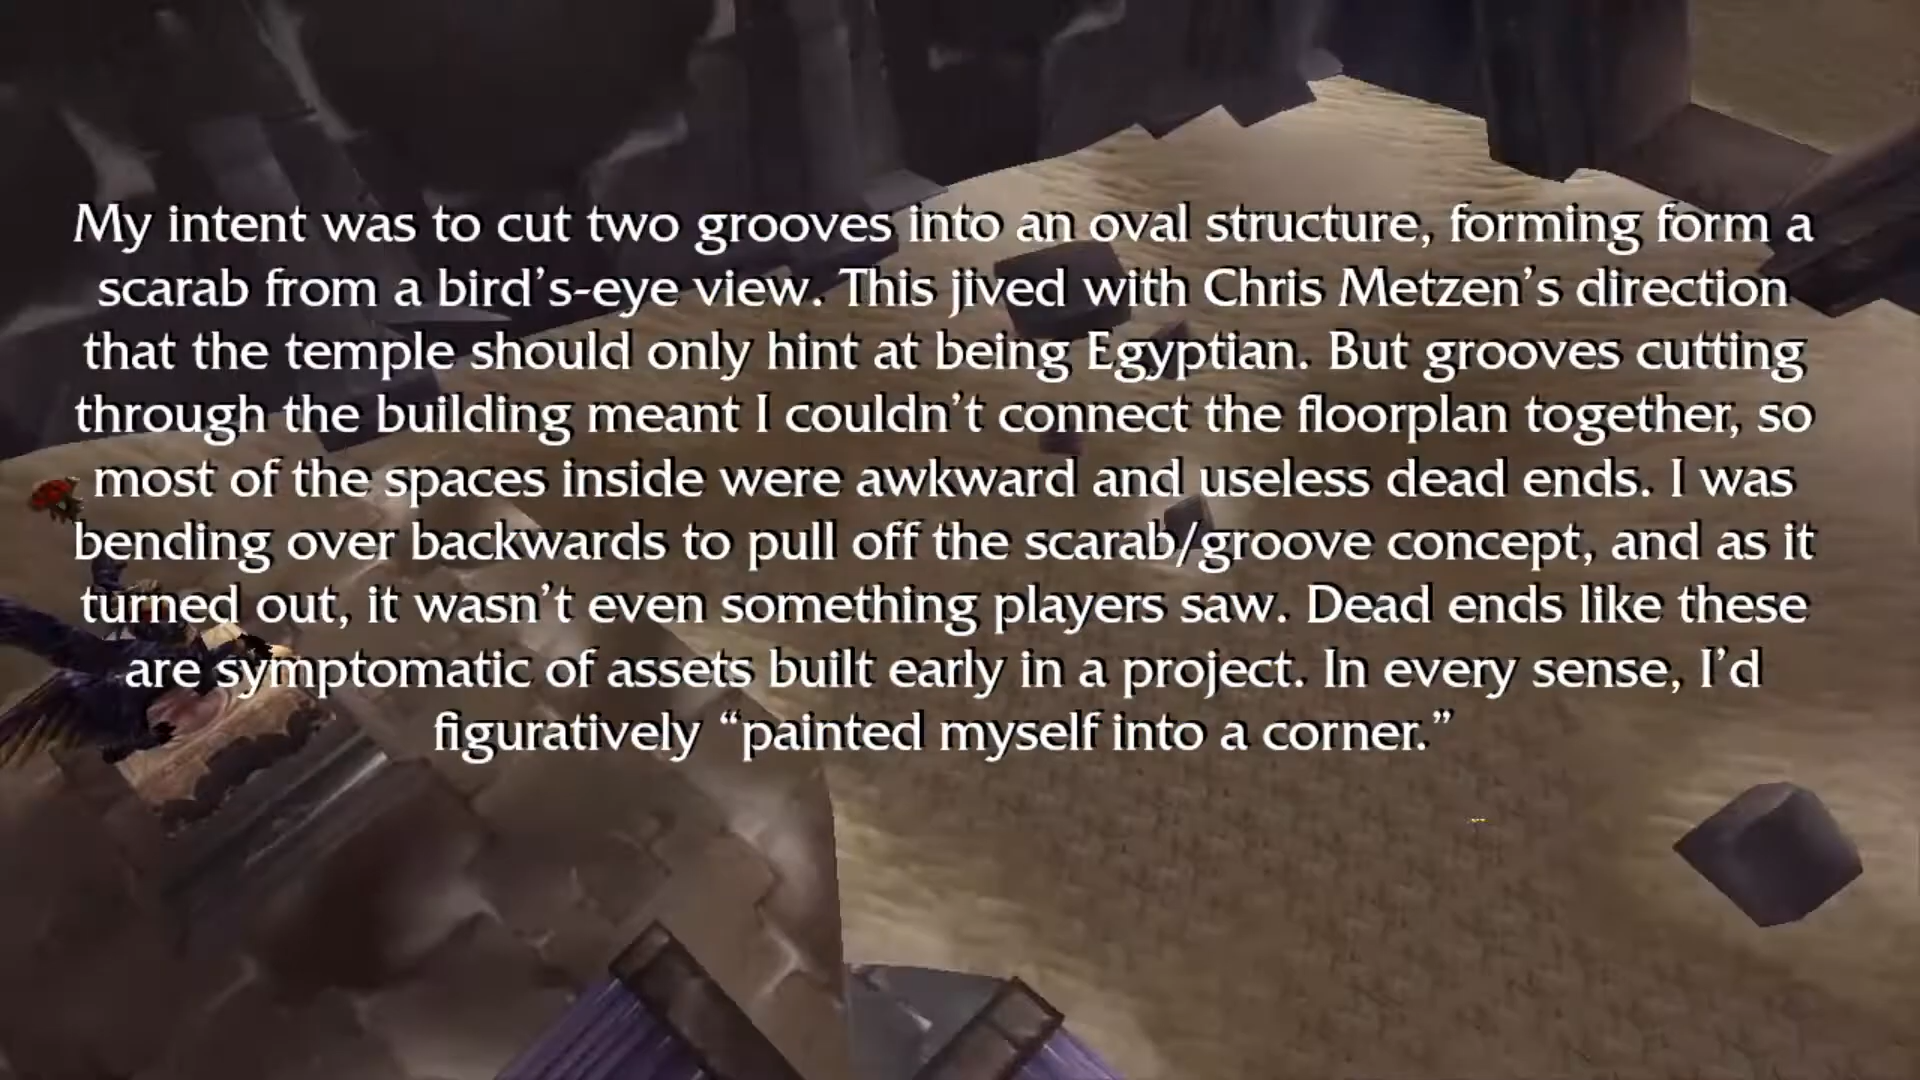 My intent was to cut two grooves into an oval structure, forming form a
scarab from a bird’s-eye view. This jived with Chris Metzen’s direction
that the temple should only hint at being Egyptian. But grooves cutting
through the building meant I couldn’t connect the floorplan together, so
most of the spaces inside were awkward and useless dead ends. I was
bending over backwards to pull off the scarab/groove concept, and as it
turned out, it wasn’t even something players saw. Dead ends like these
are symptomatic of assets built early in a project. In every sense, I’d
figuratively “painted myself into a corner.”